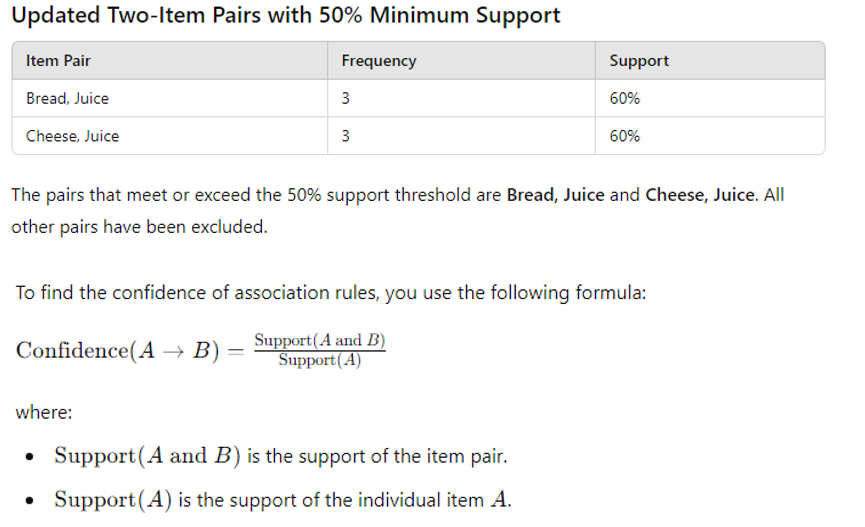 Updated Two-Item Pairs with 50% Minimum Support
Item Pair Frequency Support
Bread, Juice 3 60%
Cheese, Juice 3 60%
The pairs that meet or exceed the 50% support threshold are Bread, Juice and Cheese, Juice. All
other pairs have been excluded.
To find the confidence of association rules, you use the following formula:
Confidence(A → B) = Support(A and B) / Support(A)
where:
• Support(A and B) is the support of the item pair.
• Support(A) is the support of the individual item A.